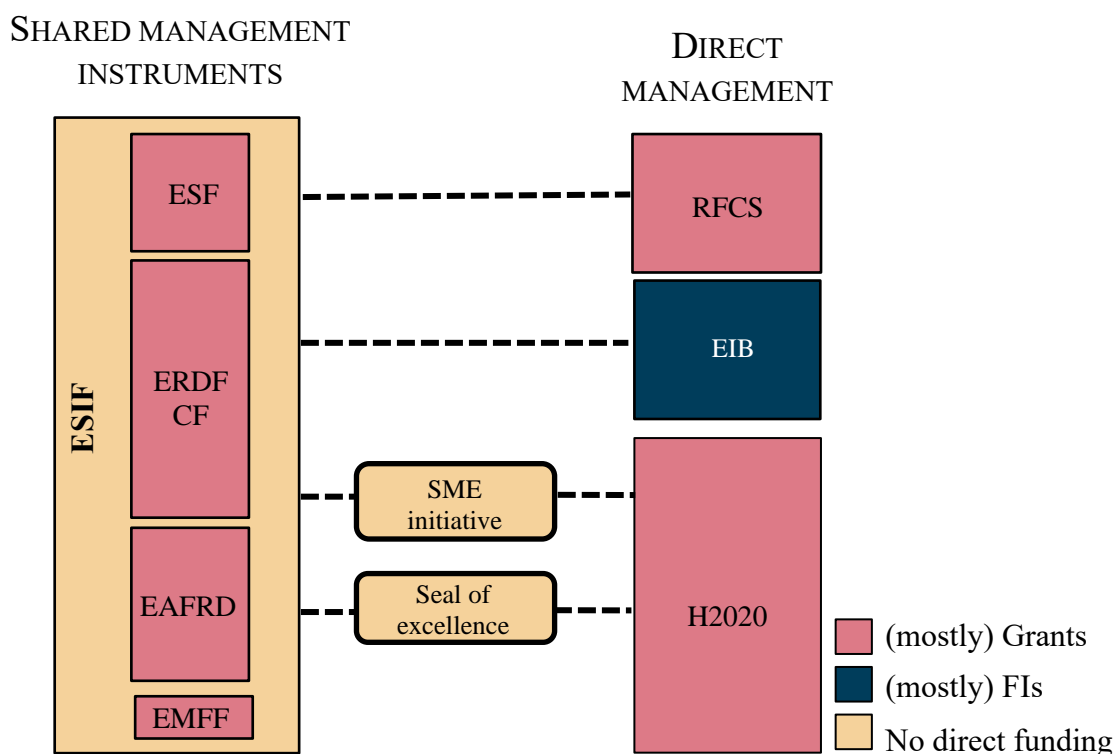 SHARED MANAGEMENT
INSTRUMENTS
DIRECT
MANAGEMENT
ESIF
ESF
ERDF
CF
EAFRD
EMFF
SME
initiative
Seal of
excellence
RFCS
EIB
H2020
(mostly) Grants
(mostly) FIs
No direct funding